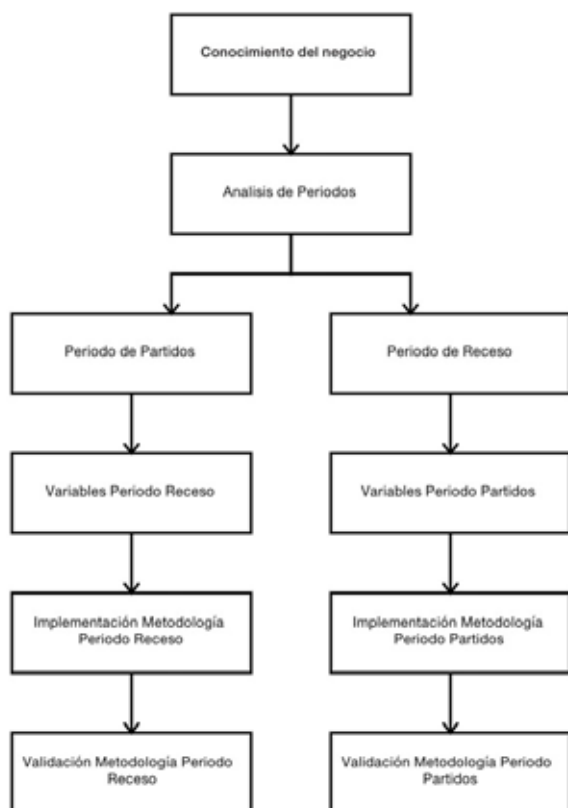 Conocimiento del negocio
Analisis de Periodos
Periodo de Partidos
Periodo de Receso
Variables Periodo Receso
Variables Periodo Partidos
Implementación Metodología
Periodo Receso
Implementación Metodología
Periodo Partidos
Validación Metodología Periodo
Receso
Validación Metodología Periodo
Partidos